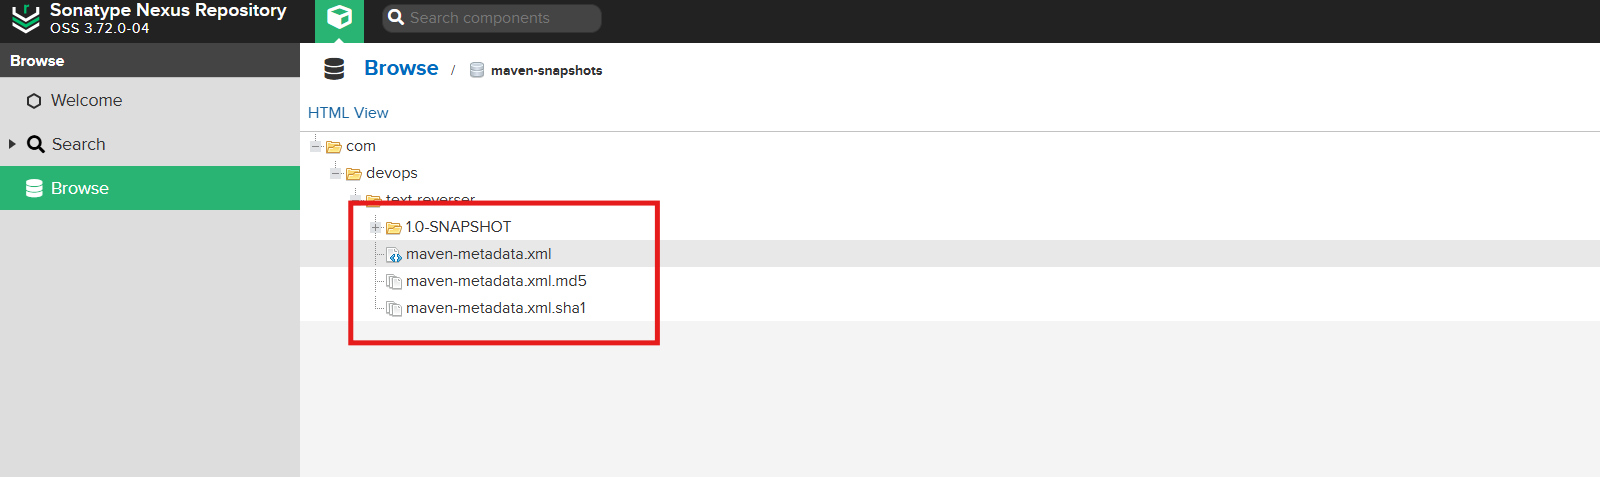 Sonatype Nexus Repository
OSS 3.72.0-04
Search components
Browse
Welcome
Search
Browse
Browse / maven-snapshots
HTML View
com
devops
text reverser
1.0-SNAPSHOT
maven-metadata.xml
maven-metadata.xml.md5
maven-metadata.xml.sha1